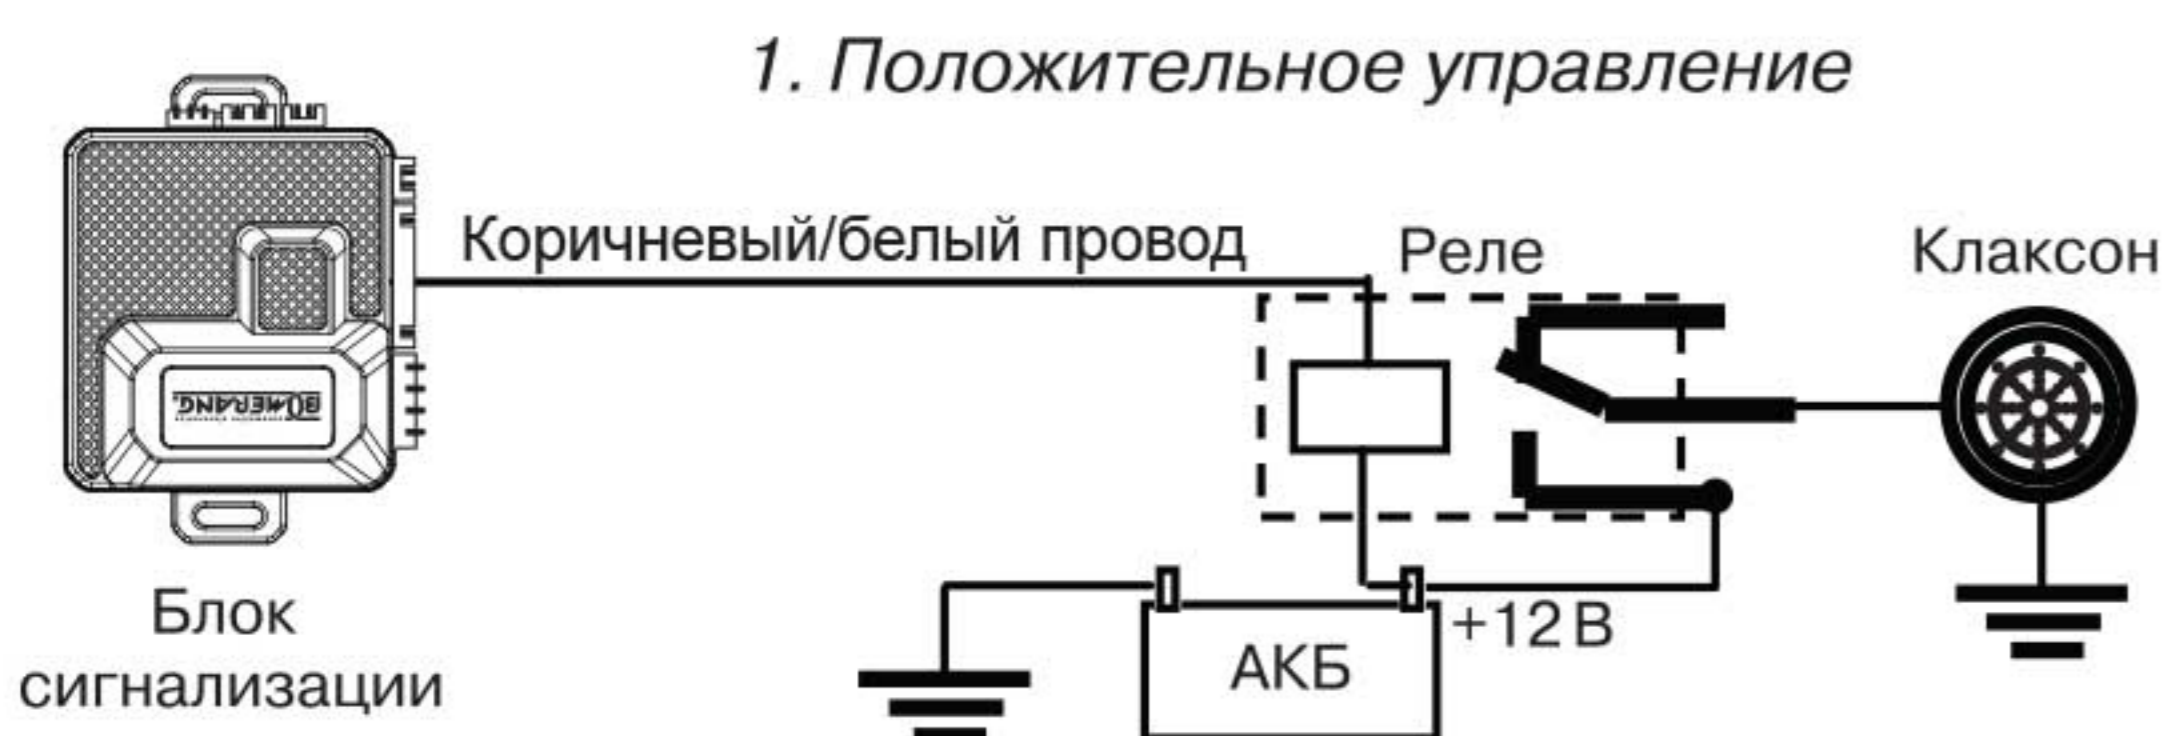 1. Положительное управление
Коричневый/белый провод
Реле
Клаксон
BOMERANG
+12 В
АКБ
Блок
сигнализации